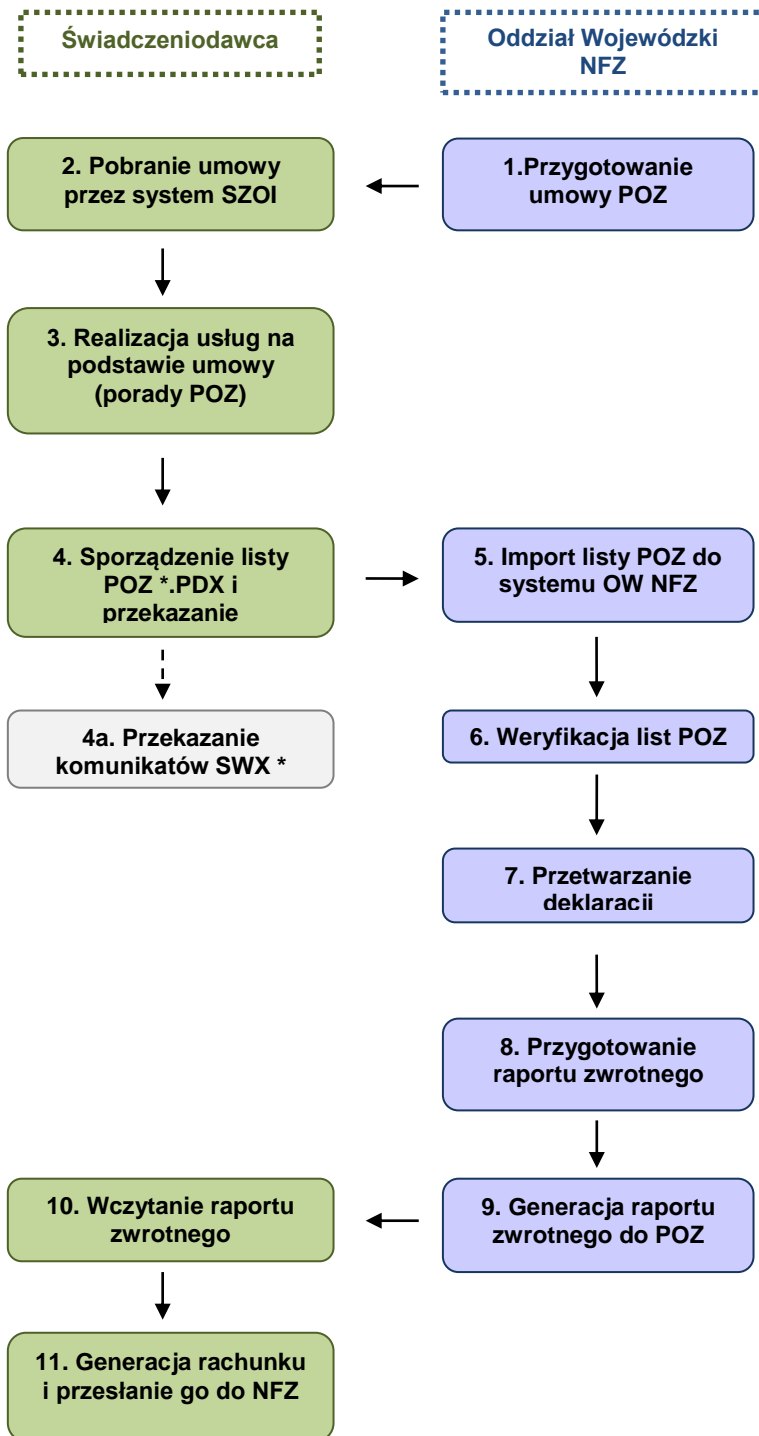 Świadczeniodawca
Oddział Wojewódzki
NFZ
2. Pobranie umowy
przez system SZOI
1.Przygotowanie
umowy POZ
3. Realizacja usług na
podstawie umowy
(porady POZ)
4. Sporządzenie listy
POZ *.PDX i
przekazanie
5. Import listy POZ do
systemu OW NFZ
4a. Przekazanie
komunikatów SWX *
6. Weryfikacja list POZ
7. Przetwarzanie
deklaracji
8. Przygotowanie
raportu zwrotnego
10. Wczytanie raportu
zwrotnego
9. Generacja raportu
zwrotnego do POZ
11. Generacja rachunku
i przesłanie go do NFZ